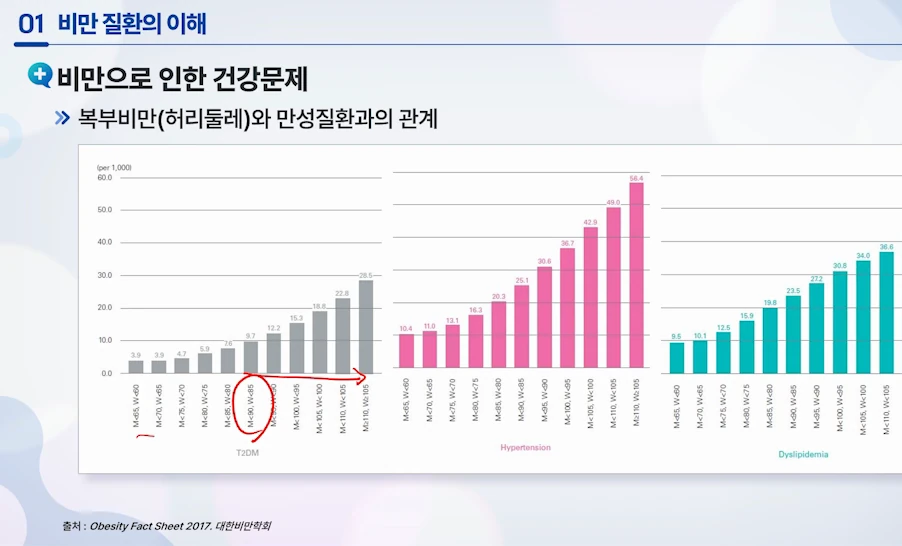 01 비만 질환의 이해
비만으로 인한 건강문제
복부비만(허리둘레)와 만성질환과의 관계
(per 1,000)
60.0
50.0
40.0
30.0
20.0
10.0
0.0
3.9 3.9 4.7 5.9 7.6 9.7 12.2 15.3 18.8 22.8 28.5
M<65, W<60
M<70, W<65
M<75, W<70
M<80, W<75
M<85, W<80
M<90, W<85
M<100, W<95
M<105, W<100
M<110, W<105
M≥110, W≥105
T2DM
10.4 11.0 13.1 16.3 20.3 25.1 30.6 36.7 42.9 49.0 56.4
M<65, W<60
M<70, W<65
M<75, W<70
M<80, W<75
M<85, W<80
M<90, W<85
M<95, W<90
M<100, W<95
M<105, W<100
M<110, W<105
M≥110, W≥105
Hypertension
9.5 10.1 12.5 15.9 19.8 23.5 27.2 30.8 34.0 36.6
M<65, W<60
M<70, W<65
M<75, W<70
M<80, W<75
M<85, W<80
M<90, W<85
M<95, W<90
M<100, W<95
M<105, W<100
M<110, W<105
Dyslipidemia
출처 : Obesity Fact Sheet 2017. 대한비만학회